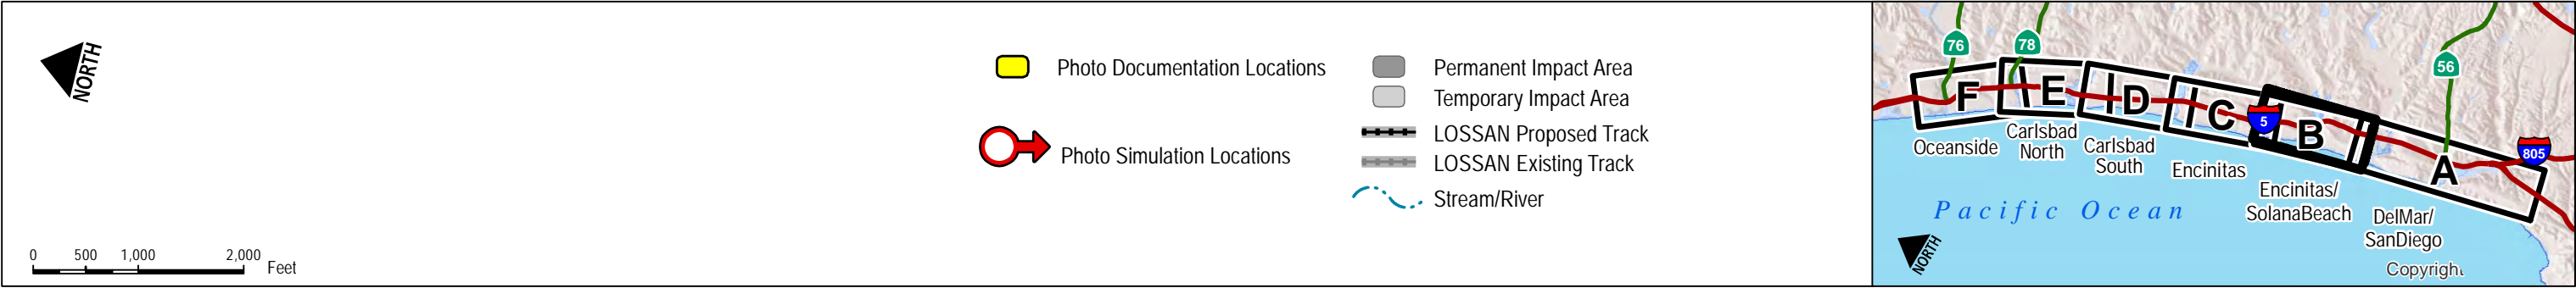 NORTH
0 500 1,000 2,000
Feet
Photo Documentation Locations
Photo Simulation Locations
Permanent Impact Area
Temporary Impact Area
LOSSAN Proposed Track
LOSSAN Existing Track
Stream/River
76 78 56
F E D C 5 B A 805
Oceanside
Carlsbad
North
Carlsbad
South
Encinitas
Encinitas/
SolanaBeach
DelMar/
SanDiego
Pacific Ocean
NORTH
Copyright